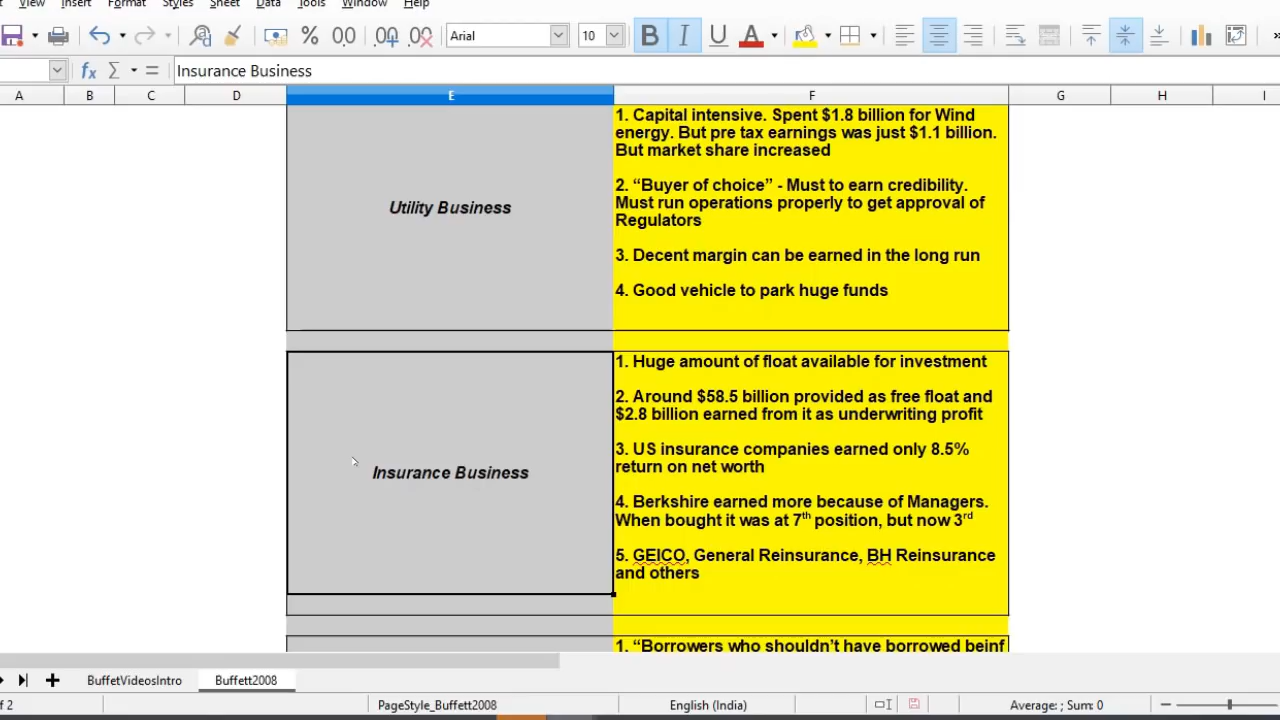 Insert Format Styles Sheet Data Tools Window Help
Arial 10
Insurance Business
A B C D E F G H I
Utility Business
1. Capital intensive. Spent $1.8 billion for Wind
energy. But pre tax earnings was just $1.1 billion.
But market share increased
2. “Buyer of choice” - Must to earn credibility.
Must run operations properly to get approval of
Regulators
3. Decent margin can be earned in the long run
4. Good vehicle to park huge funds
Insurance Business
1. Huge amount of float available for investment
2. Around $58.5 billion provided as free float and
$2.8 billion earned from it as underwriting profit
3. US insurance companies earned only 8.5%
return on net worth
4. Berkshire earned more because of Managers.
When bought it was at 7th position, but now 3rd
5. GEICO, General Reinsurance, BH Reinsurance
and others
1. “Borrowers who shouldn’t have borrowed beinf
BuffetVideosIntro Buffett2008
of 2 PageStyle_Buffett2008 English (India) Average: ; Sum: 0